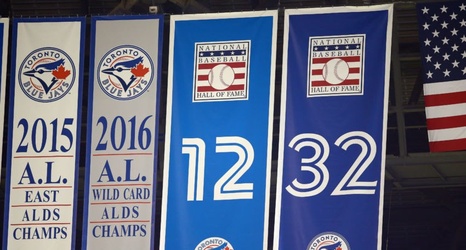 TORONTO
BLUE JAYS
2015
A.L.
EAST
ALDS
CHAMPS
TORONTO
BLUE JAYS
2016
A.L.
WILD CARD
ALDS
CHAMPS
NATIONAL
BASEBALL
HALL OF FAME
12
NATIONAL
BASEBALL
HALL OF FAME
32